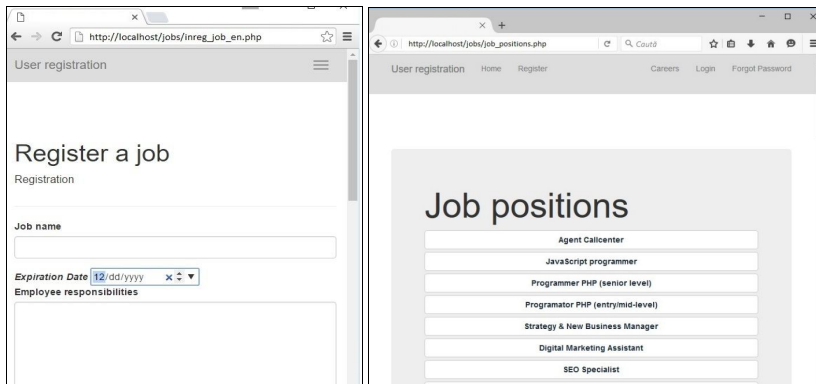 http://localhost/jobs/inreg_job_en.php
User registration
Register a job
Registration
Job name
Expiration Date 12/dd/yyyy
Employee responsibilities
http://localhost/jobs/job_positions.php
Caută
User registration Home Register Careers Login Forgot Password
Job positions
Agent Callcenter
JavaScript programmer
Programmer PHP (senior level)
Programator PHP (entry/mid-level)
Strategy & New Business Manager
Digital Marketing Assistant
SEO Specialist